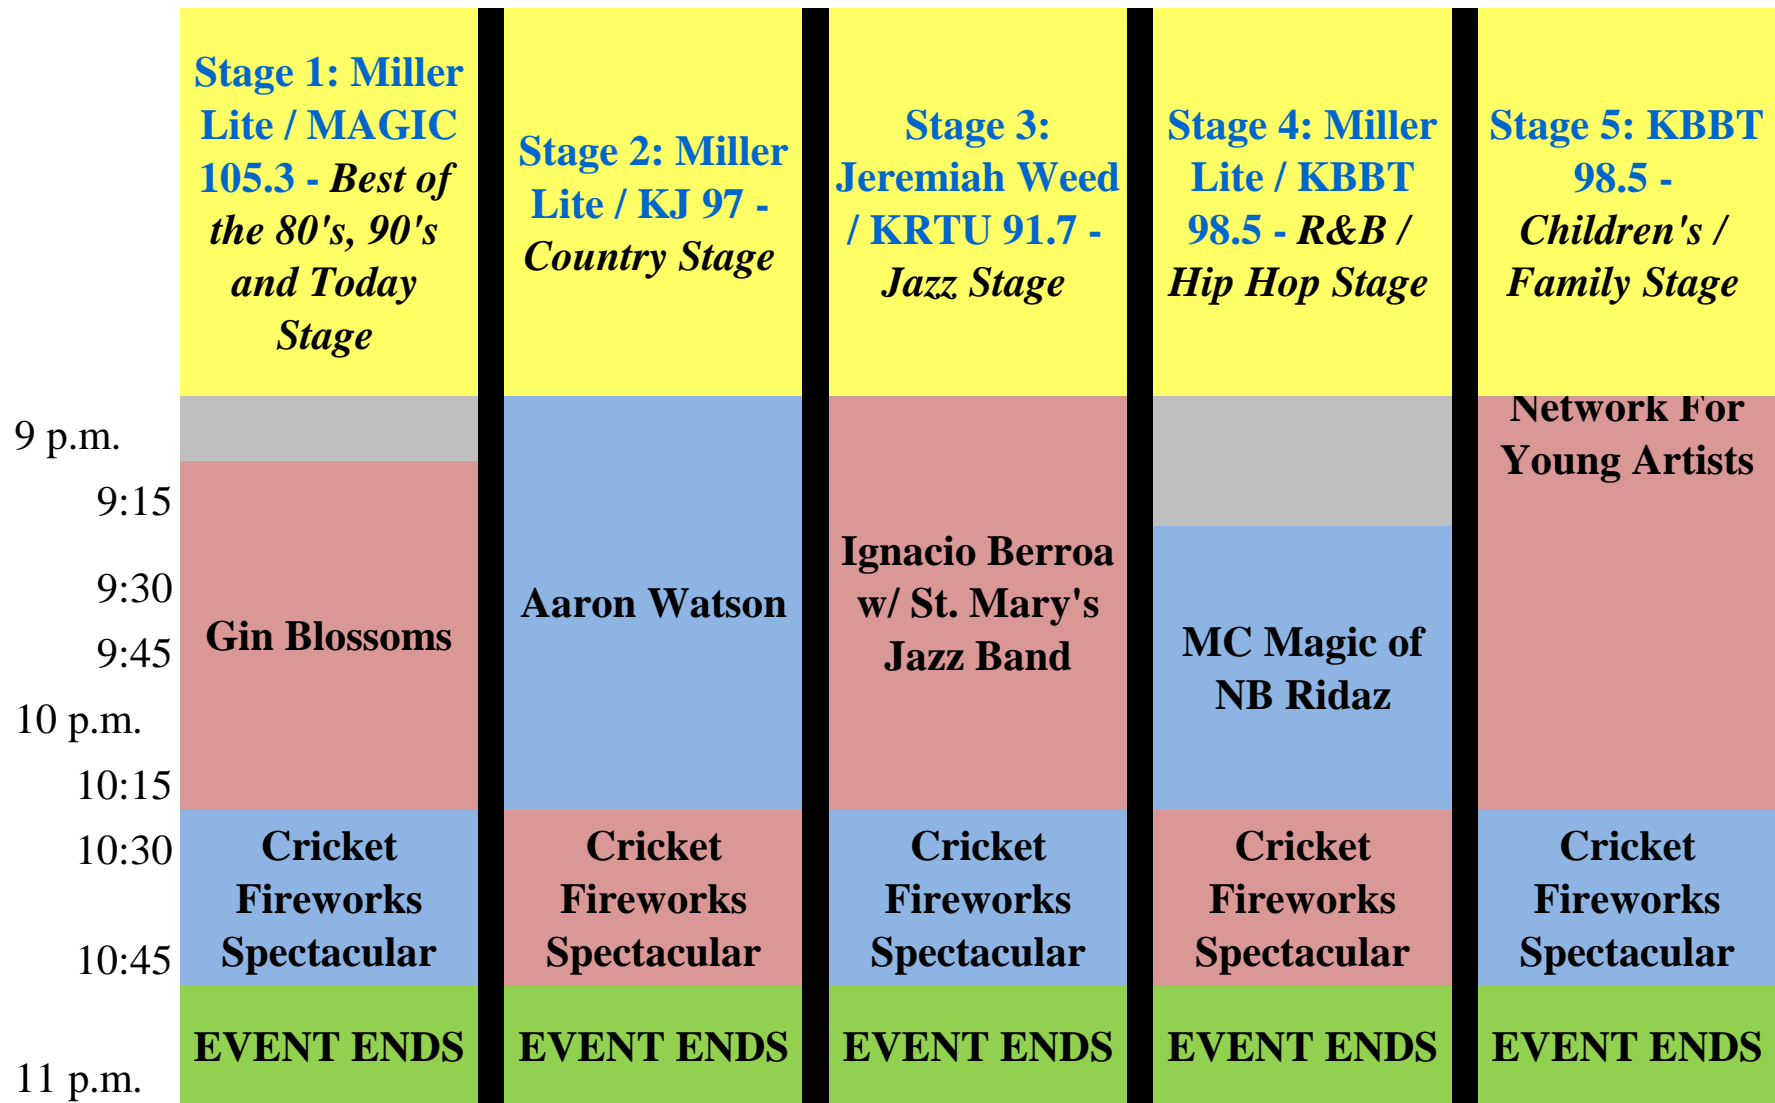 Stage 1: Miller
Lite / MAGIC
105.3 - Best of
the 80's, 90's
and Today
Stage
Stage 2: Miller
Lite / KJ 97 -
Country Stage
Stage 3:
Jeremiah Weed
/ KRTU 91.7 -
Jazz Stage
Stage 4: Miller
Lite / KBBT
98.5 - R&B /
Hip Hop Stage
Stage 5: KBBT
98.5 -
Children's /
Family Stage
9 p.m.
9:15
9:30
9:45
10 p.m.
10:15
10:30
10:45
11 p.m.
Gin Blossoms
Cricket
Fireworks
Spectacular
EVENT ENDS
Aaron Watson
Cricket
Fireworks
Spectacular
EVENT ENDS
Ignacio Berroa
w/ St. Mary's
Jazz Band
Cricket
Fireworks
Spectacular
EVENT ENDS
MC Magic of
NB Ridaz
Cricket
Fireworks
Spectacular
EVENT ENDS
Network For
Young Artists
Cricket
Fireworks
Spectacular
EVENT ENDS